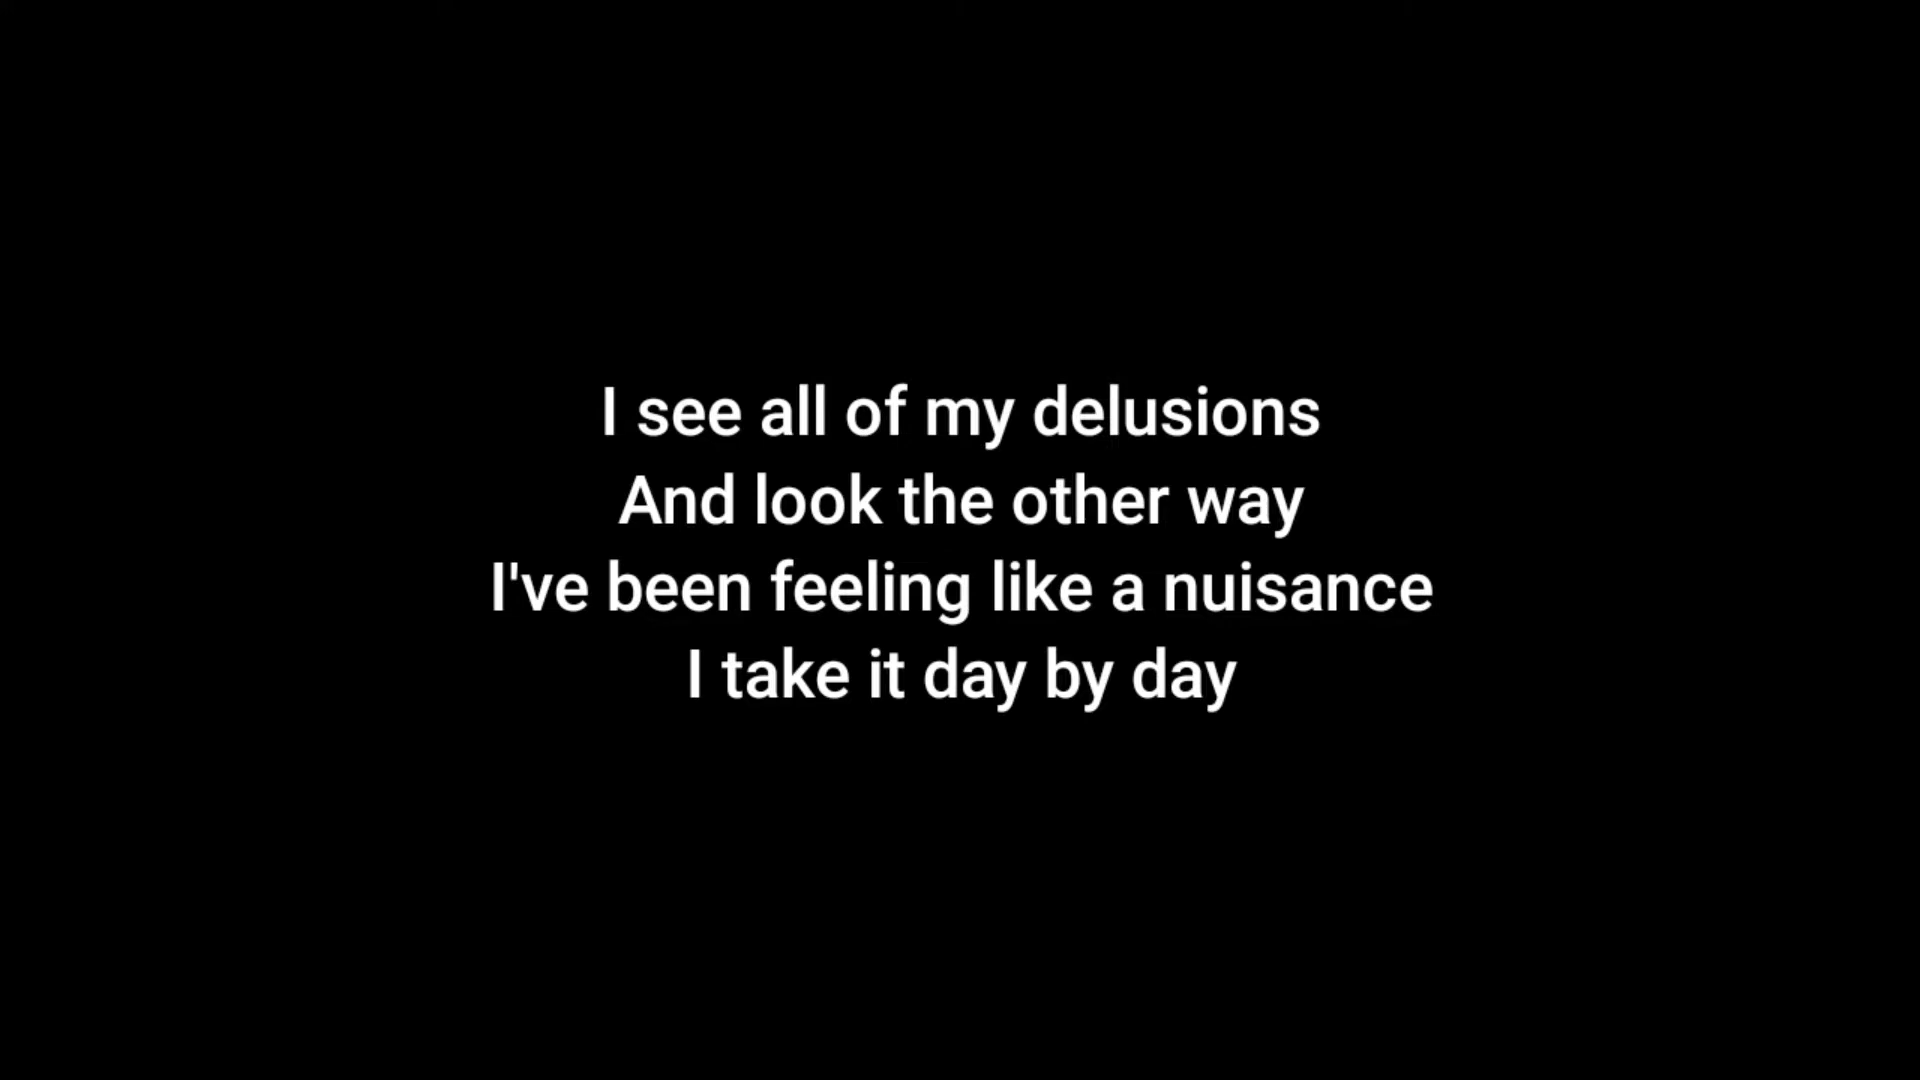 I see all of my delusions
And look the other way
I've been feeling like a nuisance
I take it day by day